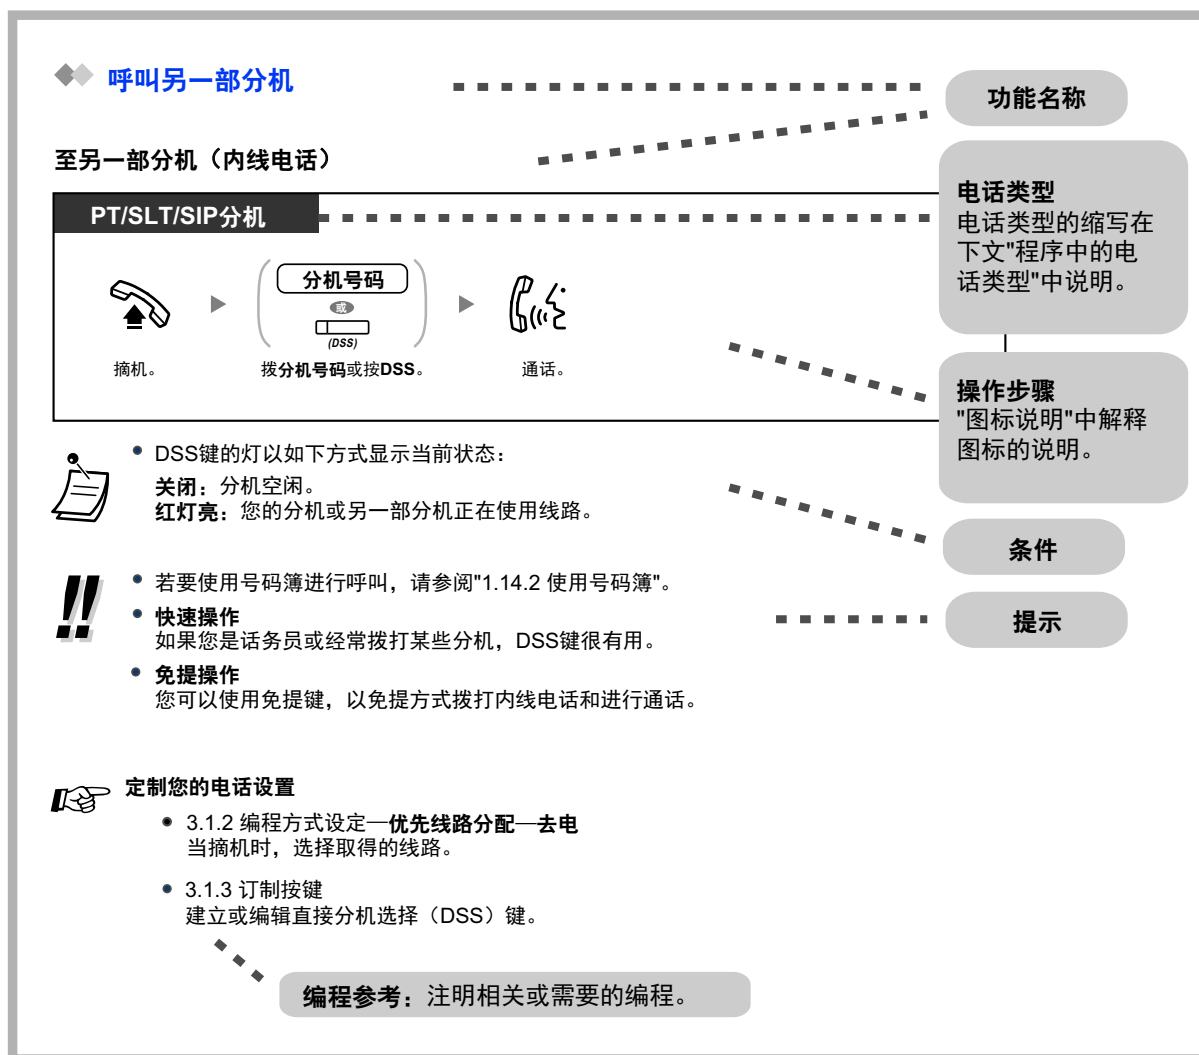 呼叫另一部分机
功能名称
至另一部分机（内线电话）
PT/SLT/SIP分机
电话类型
电话类型的缩写在
下文"程序中的电
话类型"中说明。
分机号码
或
(DSS)
摘机。
拨分机号码或按DSS。
通话。
操作步骤
"图标说明"中解释
图标的说明。
DSS键的灯以如下方式显示当前状态：
关闭：分机空闲。
红灯亮：您的分机或另一部分机正在使用线路。
条件
!!
若要使用号码簿进行呼叫，请参阅"1.14.2 使用号码簿"。
快速操作
如果您是话务员或经常拨打某些分机，DSS键很有用。
提示
免提操作
您可以使用免提键，以免提方式拨打内线电话和进行通话。
定制您的电话设置
3.1.2 编程方式设定—优先线路分配—去电
当摘机时，选择取得的线路。
3.1.3 订制按键
建立或编辑直接分机选择（DSS）键。
编程参考：注明相关或需要的编程。